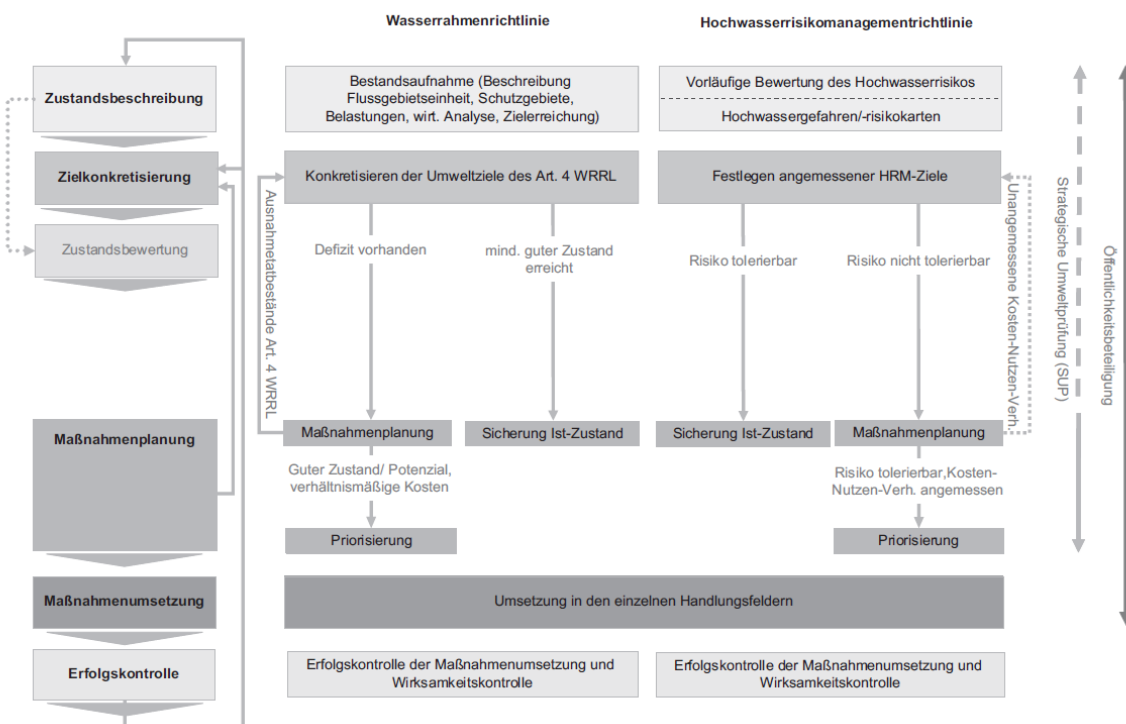 Wasserrahmenrichtlinie
Hochwasserrisikomanagementrichtlinie
Zustandsbeschreibung
Bestandsaufnahme (Beschreibung
Flussgebietseinheit, Schutzgebiete,
Belastungen, wirt. Analyse, Zielerreichung)
Vorläufige Bewertung des Hochwasserrisikos
Hochwassergefahren/-risikokarten
Zielkonkretisierung
Konkretisieren der Umweltziele des Art. 4 WRRL
Festlegen angemessener HRM-Ziele
Zustandsbewertung
Ausnahmetatbestände Art. 4 WRRL
Defizit vorhanden
mind. guter Zustand
erreicht
Risiko tolerierbar
Risiko nicht tolerierbar
Unangemessene Kosten-Nutzen-Verh.
Strategische Umweltprüfung (SUP)
Öffentlichkeitsbeteiligung
Maßnahmenplanung
Maßnahmenplanung
Sicherung Ist-Zustand
Sicherung Ist-Zustand
Maßnahmenplanung
Guter Zustand/ Potenzial,
verhältnismäßige Kosten
Risiko tolerierbar,Kosten-
Nutzen-Verh. angemessen
Priorisierung
Priorisierung
Maßnahmenumsetzung
Umsetzung in den einzelnen Handlungsfeldern
Erfolgskontrolle
Erfolgskontrolle der Maßnahmenumsetzung und
Wirksamkeitskontrolle
Erfolgskontrolle der Maßnahmenumsetzung und
Wirksamkeitskontrolle